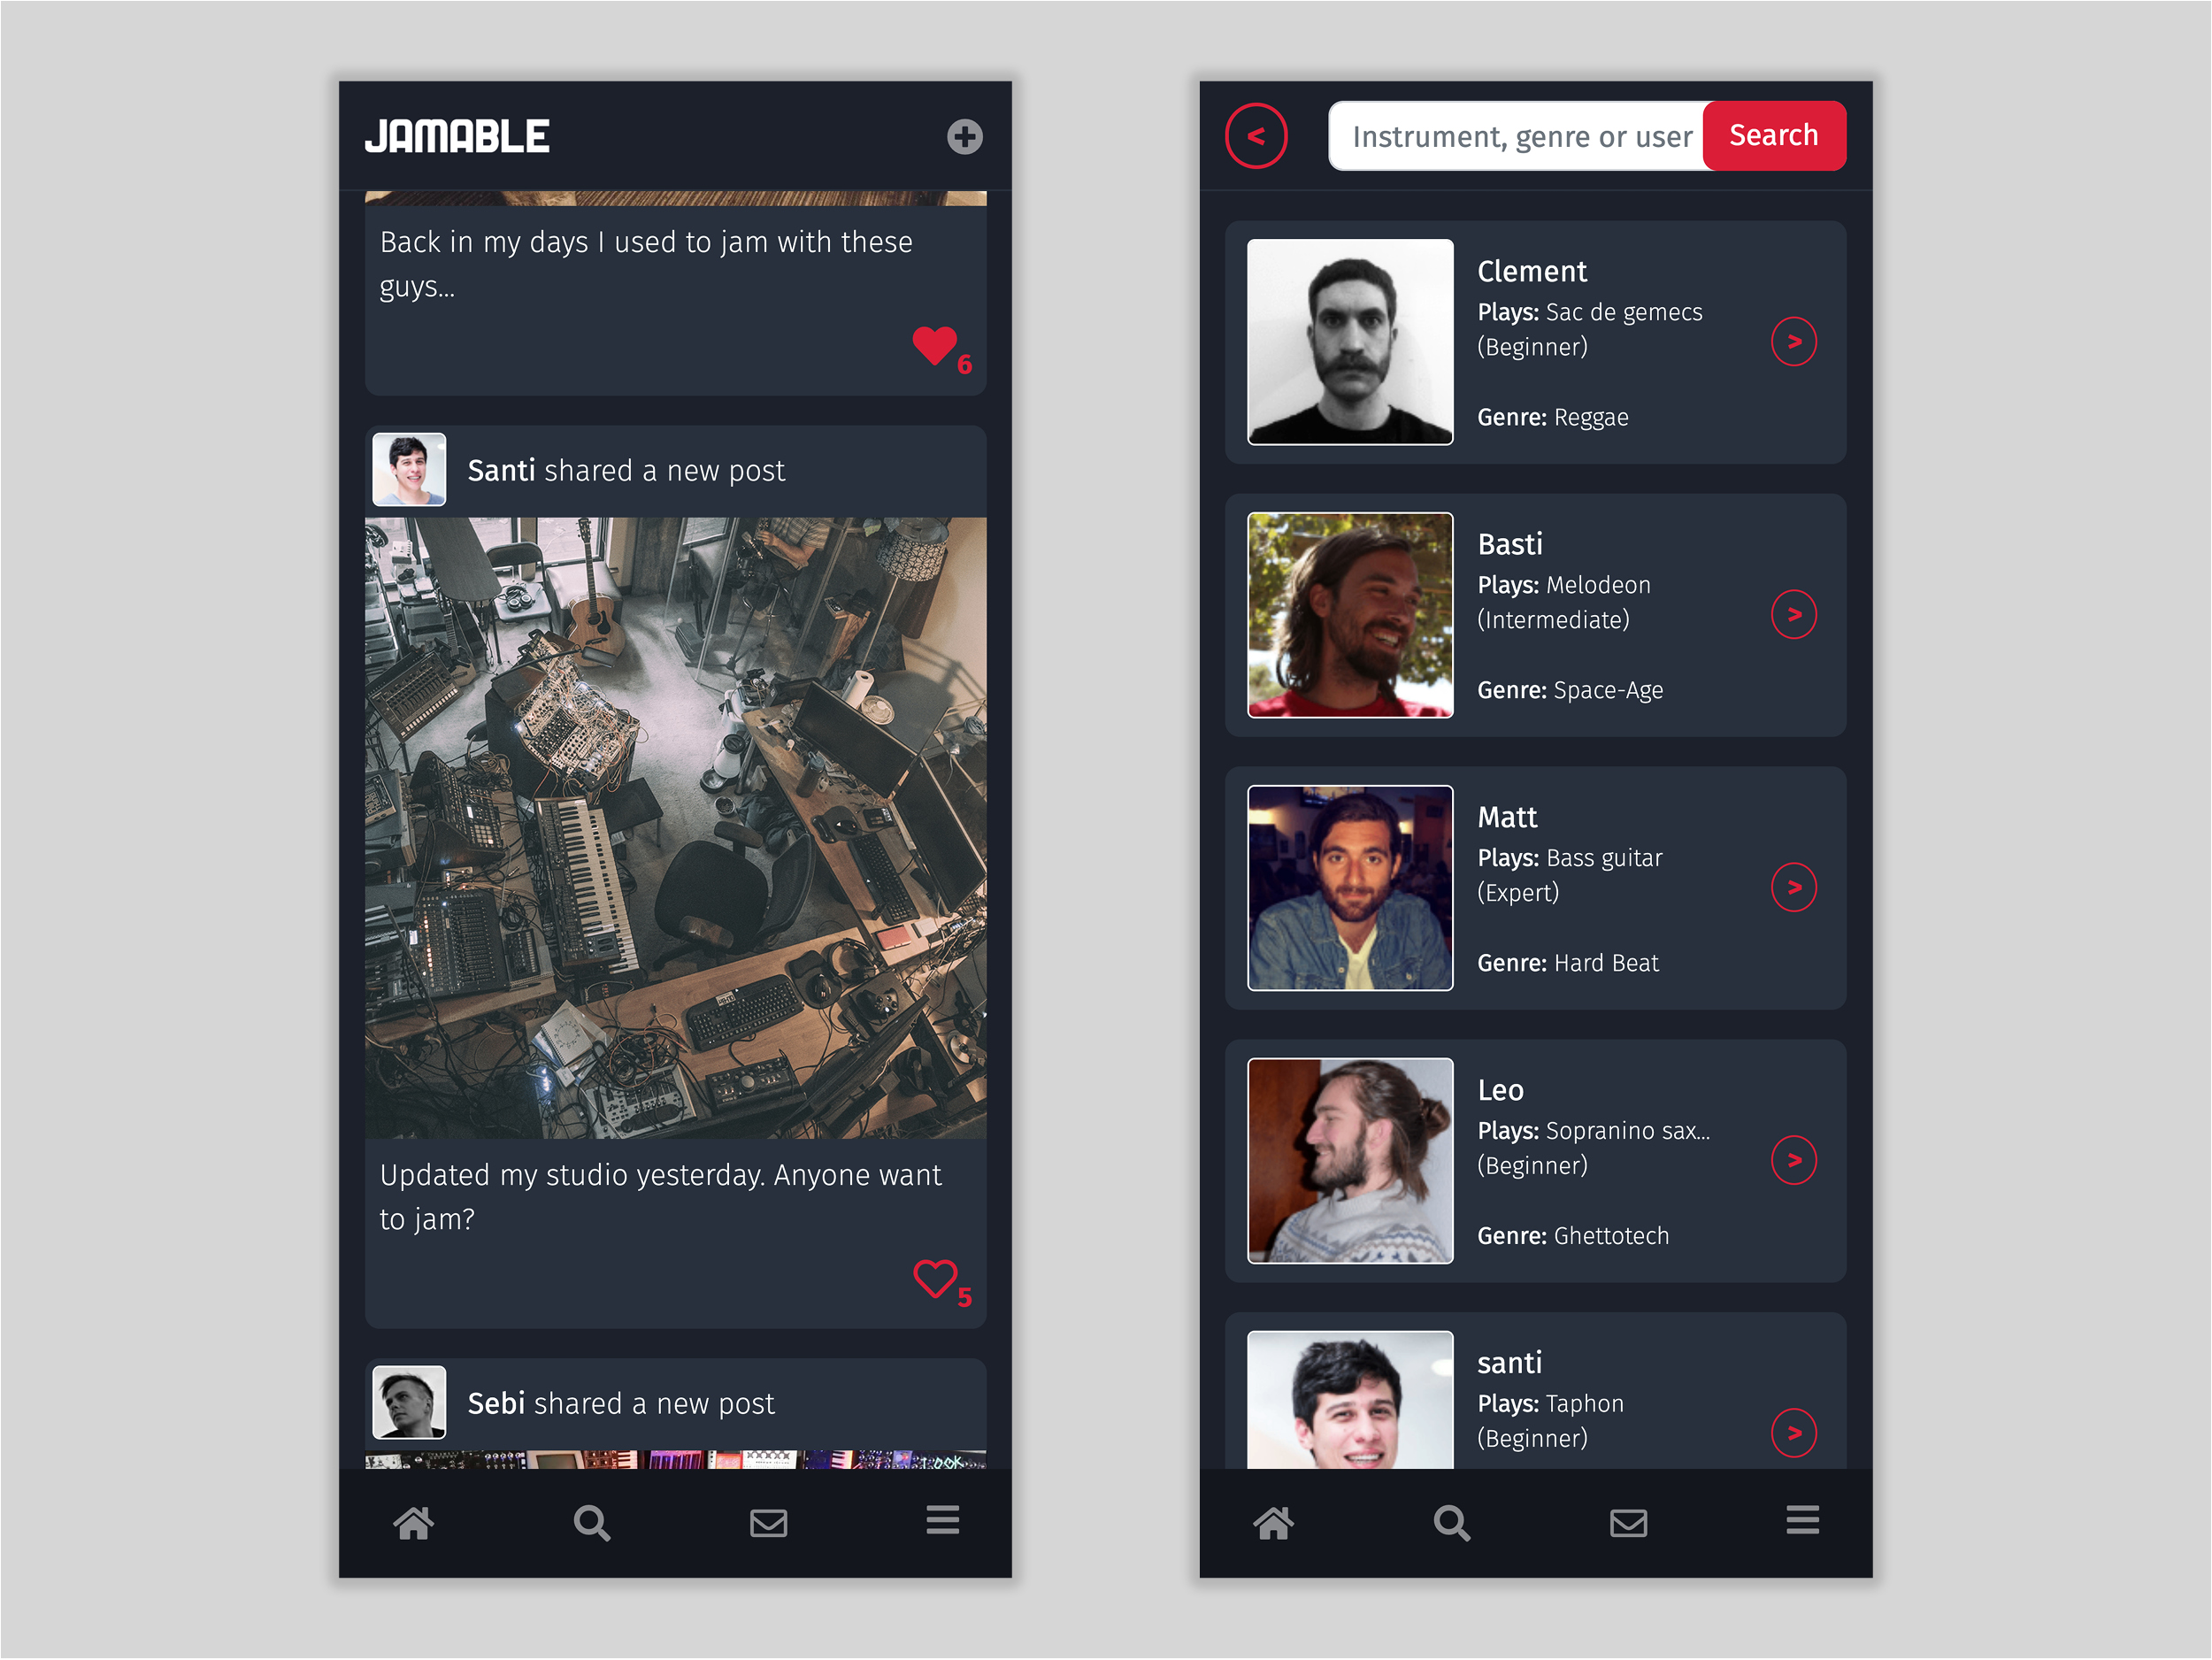 JAMABLE
Back in my days I used to jam with these
guys...
6
Santi shared a new post
Updated my studio yesterday. Anyone want
to jam?
5
Sebi shared a new post
<
Instrument, genre or user
Search
Clement
Plays: Sac de gemecs
(Beginner)
>
Genre: Reggae
Basti
Plays: Melodeon
(Intermediate)
>
Genre: Space-Age
Matt
Plays: Bass guitar
(Expert)
>
Genre: Hard Beat
Leo
Plays: Sopranino sax...
(Beginner)
>
Genre: Ghettotech
santi
Plays: Taphon
(Beginner)
>